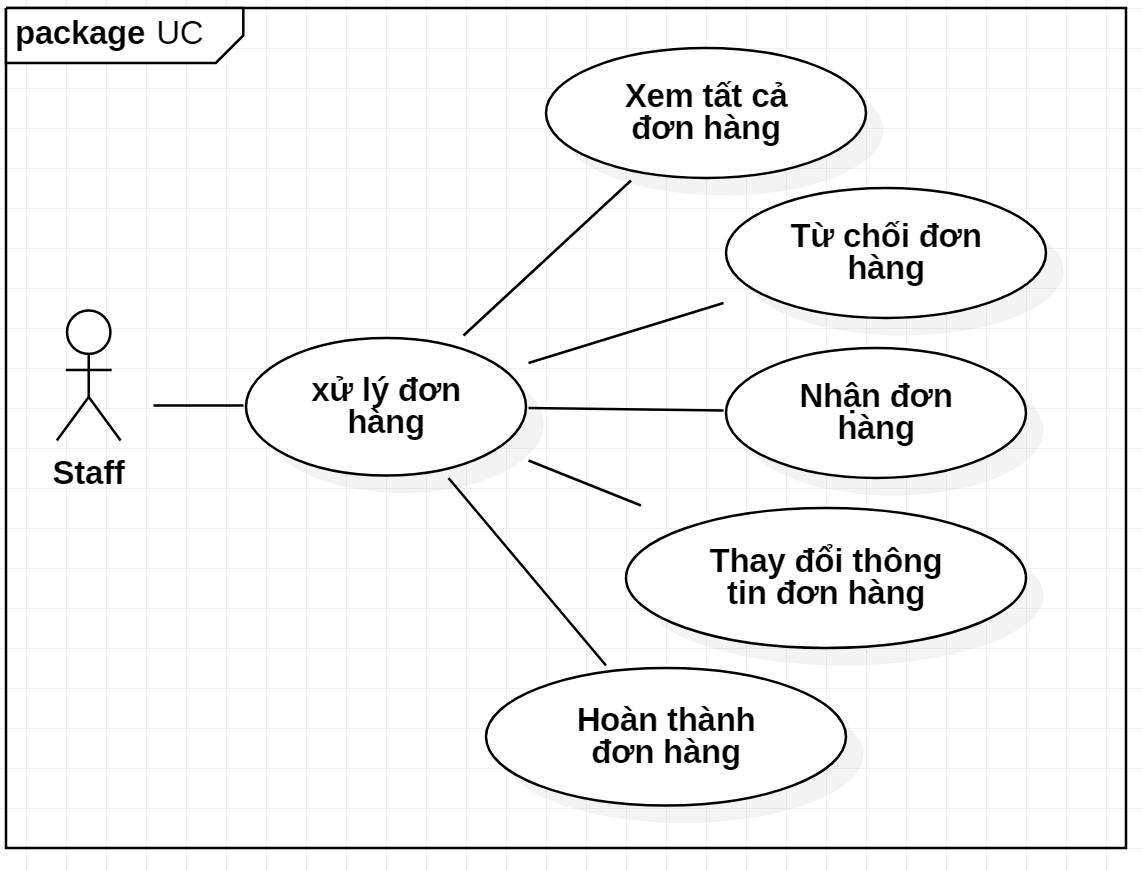 package UC
Xem tất cả
đơn hàng
Từ chối đơn
hàng
xử lý đơn
hàng
Nhận đơn
hàng
Staff
Thay đổi thông
tin đơn hàng
Hoàn thành
đơn hàng